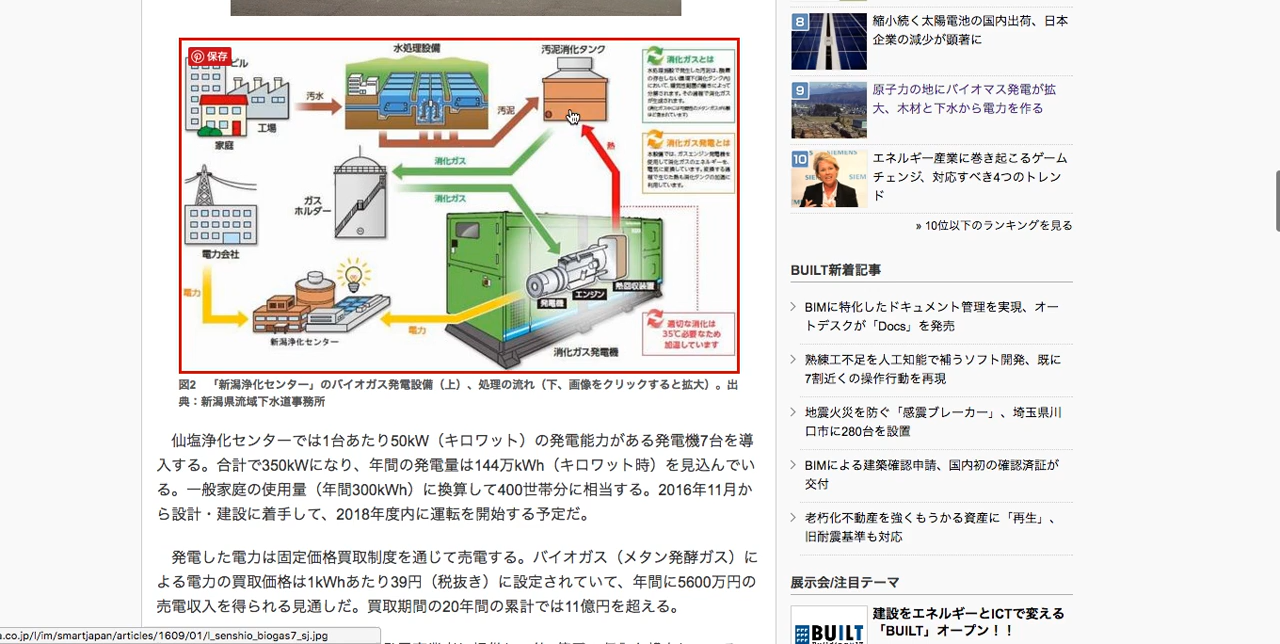 保存
ビル
工場
家庭
汚水
水処理設備
汚泥
汚泥消化タンク
消化ガスとは
消化ガス発電とは
熱
消化ガス
消化ガス
ガス
ホルダー
電力会社
電力
新潟浄化センター
電力
発電機
エンジン
熱回収装置
消化ガス発電機
適切な消化は
35℃必要なため
加温しています
図2 「新潟浄化センター」のバイオガス発電設備（上）、処理の流れ（下、画像をクリックすると拡大）。出
典：新潟県流域下水道事務所
仙塩浄化センターでは1台あたり50kW（キロワット）の発電能力がある発電機7台を導
入する。合計で350kWになり、年間の発電量は144万kWh（キロワット時）を見込んでい
る。一般家庭の使用量（年間300kWh）に換算して400世帯分に相当する。2016年11月か
ら設計・建設に着手して、2018年度内に運転を開始する予定だ。
発電した電力は固定価格買取制度を通じて売電する。バイオガス（メタン発酵ガス）に
よる電力の買取価格は1kWhあたり39円（税抜き）に設定されていて、年間に5600万円の
売電収入を得られる見通しだ。買取期間の20年間の累計では11億円を超える。
a.co.jp/l/im/smartjapan/articles/1609/01/l_senshio_biogas7_sj.jpg
8
縮小続く太陽電池の国内出荷、日本
企業の減少が顕著に
9
原子力の地にバイオマス発電が拡
大、木材と下水から電力を作る
10
SIEMENS
SIEM
エネルギー産業に巻き起こるゲーム
チェンジ、対応すべき4つのトレン
ド
» 10位以下のランキングを見る
BUILT新着記事
BIMに特化したドキュメント管理を実現、オー
トデスクが「Docs」を発売
熟練工不足を人工知能で補うソフト開発、既に
7割近くの操作行動を再現
地震火災を防ぐ「感震ブレーカー」、埼玉県川
口市に280台を設置
BIMによる建築確認申請、国内初の確認済証が
交付
老朽化不動産を強くもうかる資産に「再生」、
旧耐震基準も対応
展示会/注目テーマ
BUILT
建設をエネルギーとICTで変える
「BUILT」オープン！！